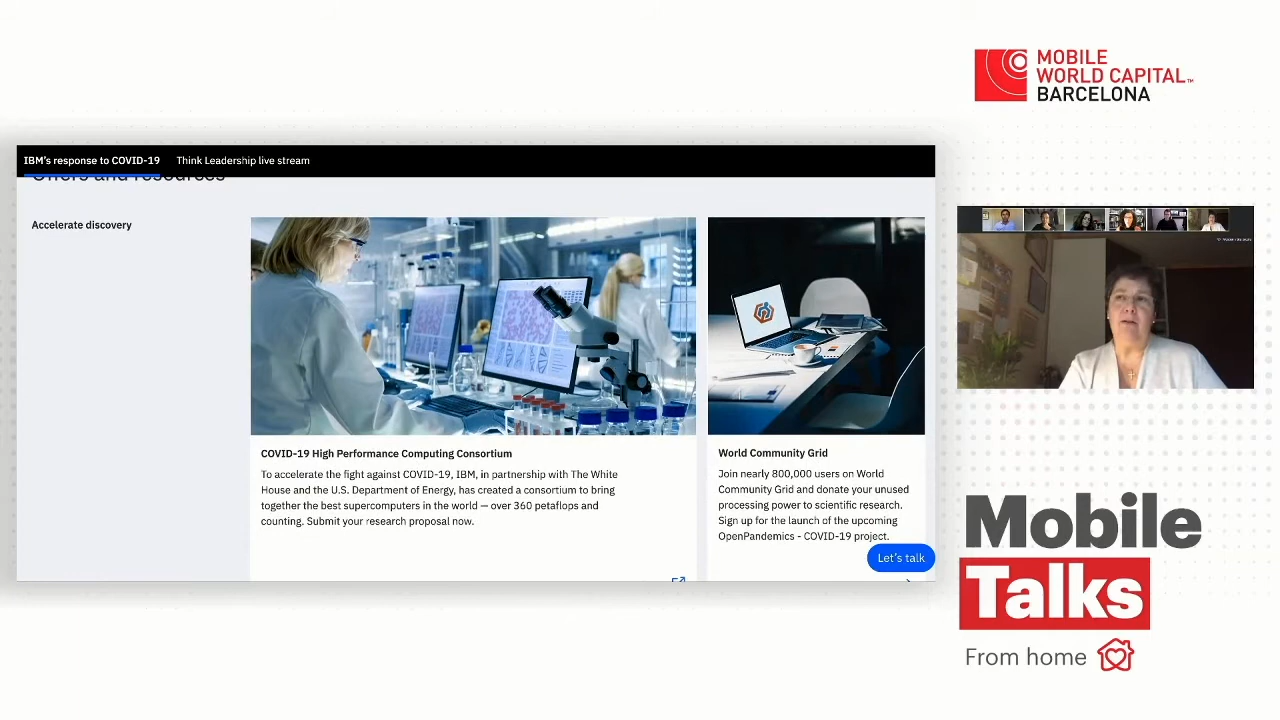 MOBILE
WORLD CAPITAL™
BARCELONA
IBM's response to COVID-19
Think Leadership live stream
Offers and resources
Accelerate discovery
COVID-19 High Performance Computing Consortium
To accelerate the fight against COVID-19, IBM, in partnership with The White
House and the U.S. Department of Energy, has created a consortium to bring
together the best supercomputers in the world — over 360 petaflops and
counting. Submit your research proposal now.
World Community Grid
Join nearly 800,000 users on World
Community Grid and donate your unused
processing power to scientific research.
Sign up for the launch of the upcoming
OpenPandemics - COVID-19 project.
Let's talk
Mobile
Talks
From home